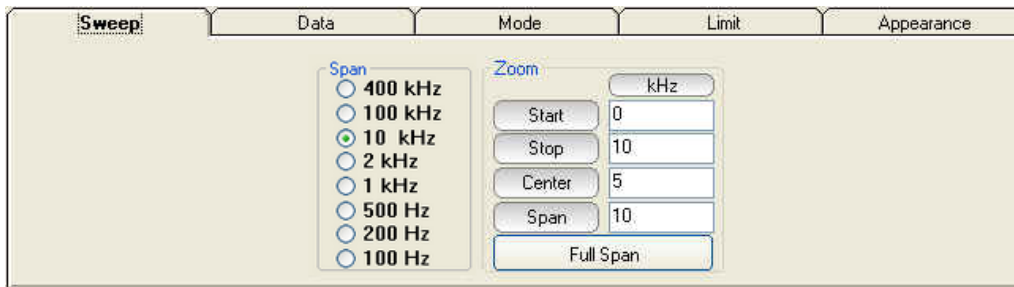 Sweep Data Mode Limit Appearance
Span
400 kHz
100 kHz
10 kHz
2 kHz
1 kHz
500 Hz
200 Hz
100 Hz
Zoom
kHz
Start 0
Stop 10
Center 5
Span 10
Full Span